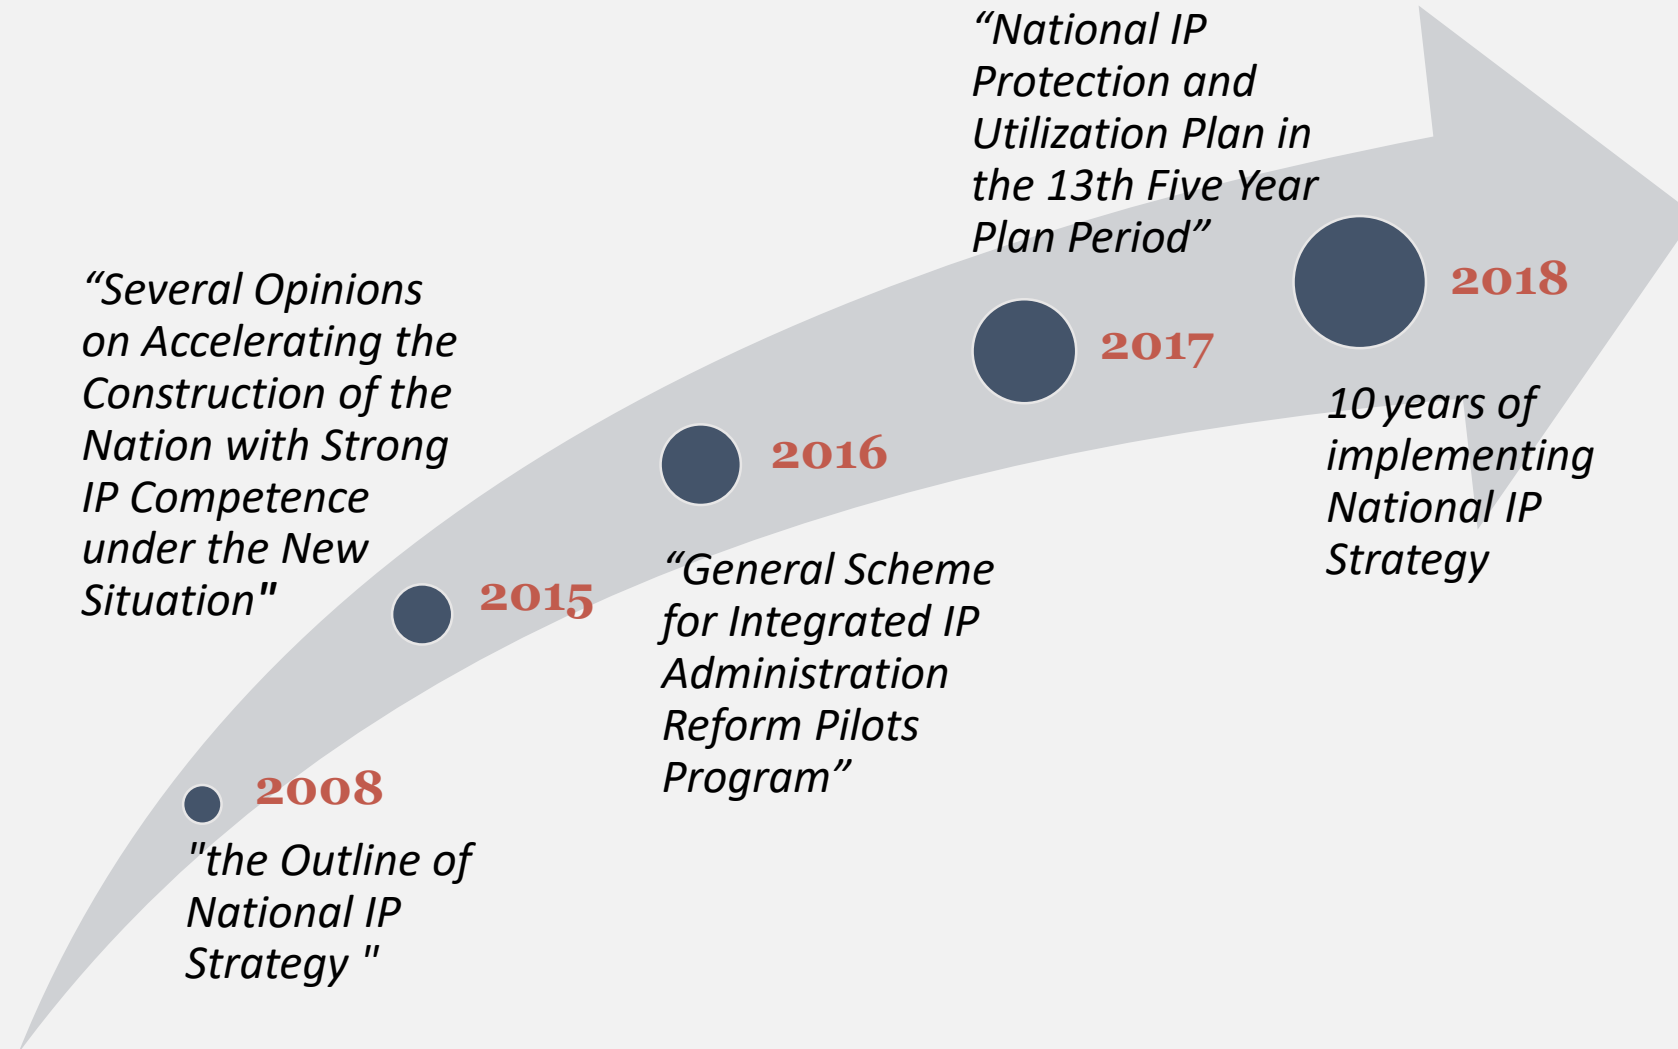 “National IP
Protection and
Utilization Plan in
the 13th Five Year
Plan Period”
2018
“Several Opinions
on Accelerating the
Construction of the
Nation with Strong
IP Competence
under the New
Situation"
2017
10 years of
implementing
National IP
Strategy
2016
2015
“General Scheme
for Integrated IP
Administration
Reform Pilots
Program”
2008
"the Outline of
National IP
Strategy "